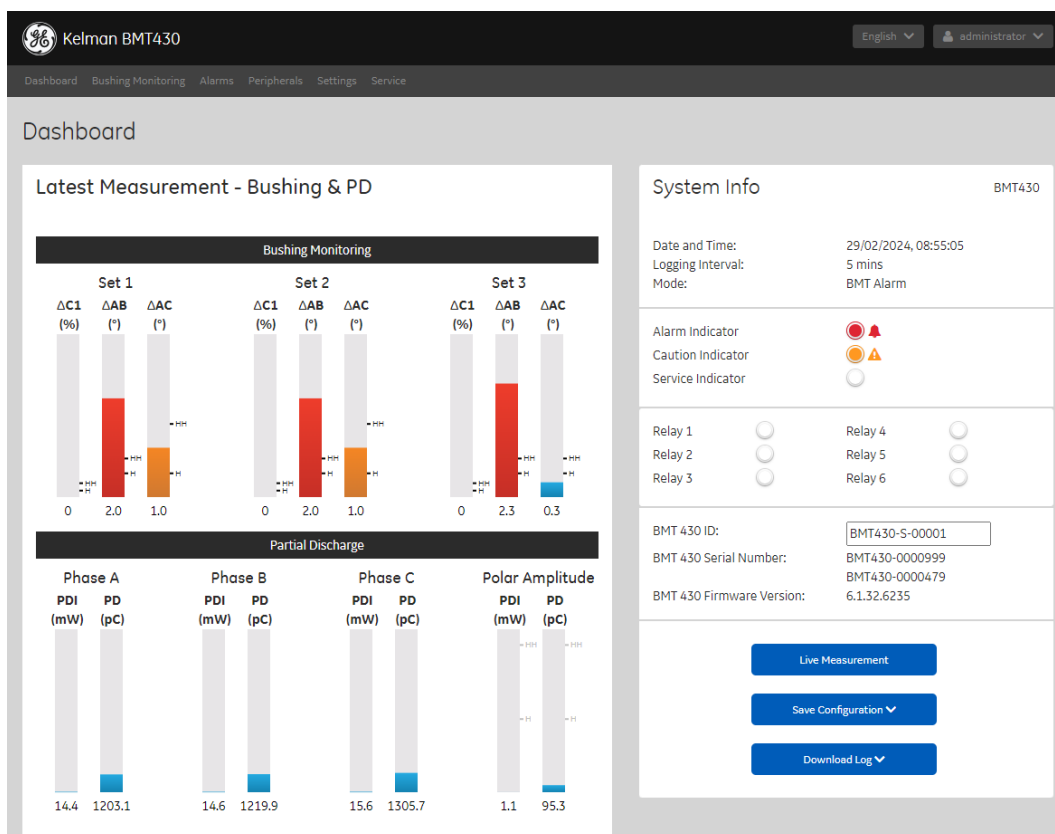 Kelman BMT430
English
administrator
Dashboard Bushing Monitoring Alarms Peripherals Settings Service
Dashboard
Latest Measurement - Bushing & PD
Bushing Monitoring
Set 1 Set 2 Set 3
ΔC1 ΔAB ΔAC ΔC1 ΔAB ΔAC ΔC1 ΔAB ΔAC
(%) (°) (°) (%) (°) (°) (%) (°) (°)
HH HH
HH HH HH HH
H H H H H H
HH HH HH
H H H
0 2.0 1.0 0 2.0 1.0 0 2.3 0.3
Partial Discharge
Phase A Phase B Phase C Polar Amplitude
PDI PD PDI PD PDI PD PDI PD
(mW) (pC) (mW) (pC) (mW) (pC) (mW) (pC)
HH HH
H H
14.4 1203.1 14.6 1219.9 15.6 1305.7 1.1 95.3
System Info BMT430
Date and Time: 29/02/2024, 08:55:05
Logging Interval: 5 mins
Mode: BMT Alarm
Alarm Indicator
Caution Indicator
Service Indicator
Relay 1 Relay 4
Relay 2 Relay 5
Relay 3 Relay 6
BMT 430 ID: BMT430-S-00001
BMT 430 Serial Number: BMT430-0000999
BMT430-0000479
BMT 430 Firmware Version: 6.1.32.6235
Live Measurement
Save Configuration
Download Log